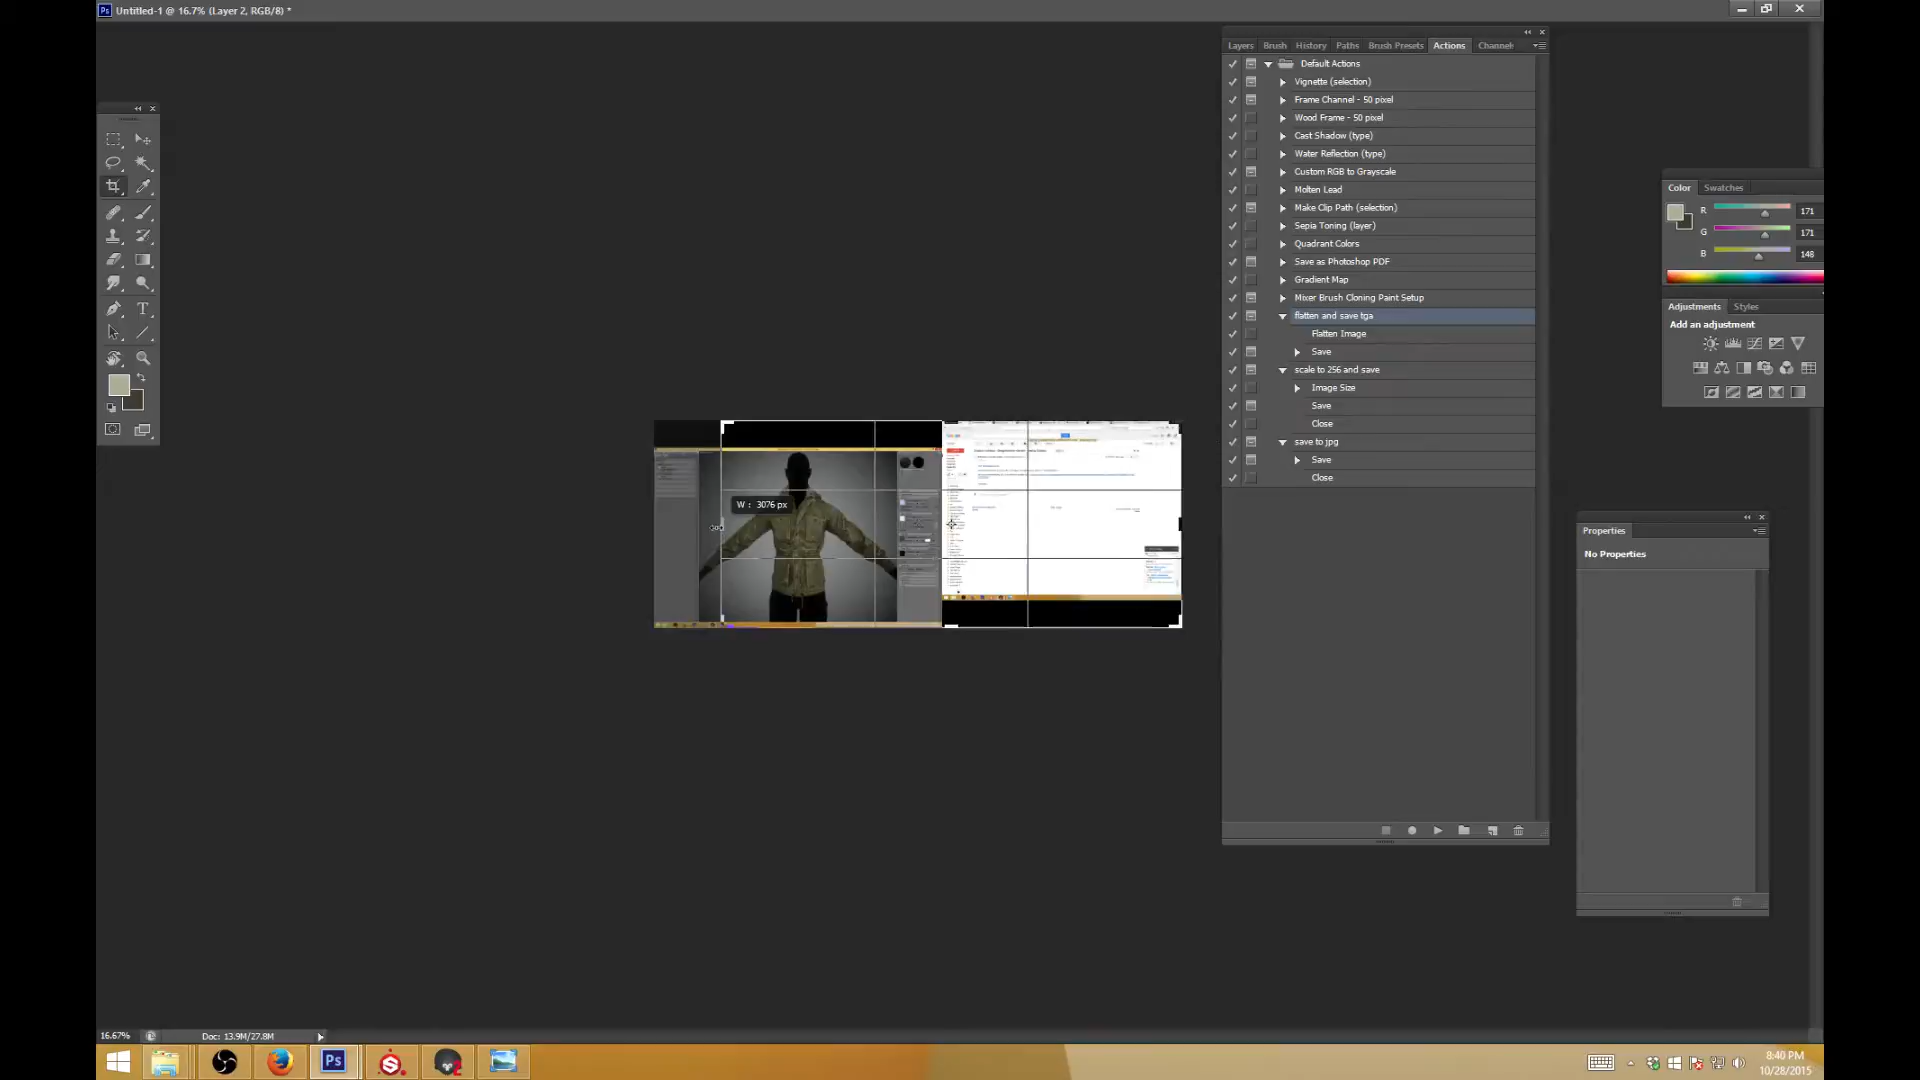 Untitled-1 @ 16.7% (Layer 2, RGB/8) *
Layers Brush History Paths Brush Presets Actions Channel
Default Actions
Vignette (selection)
Frame Channel - 50 pixel
Wood Frame - 50 pixel
Cast Shadow (type)
Water Reflection (type)
Custom RGB to Grayscale
Molten Lead
Make Clip Path (selection)
Sepia Toning (layer)
Quadrant Colors
Save as Photoshop PDF
Gradient Map
Mixer Brush Cloning Paint Setup
flatten and save tga
Flatten Image
Save
scale to 256 and save
Image Size
Save
Close
save to jpg
Save
Close
Color Swatches
R 171
G 171
B 148
Adjustments Styles
Add an adjustment
Properties
No Properties
W : 3076 px
16.67% Doc: 13.9M/27.8M
Ps
8:40 PM
10/28/2015